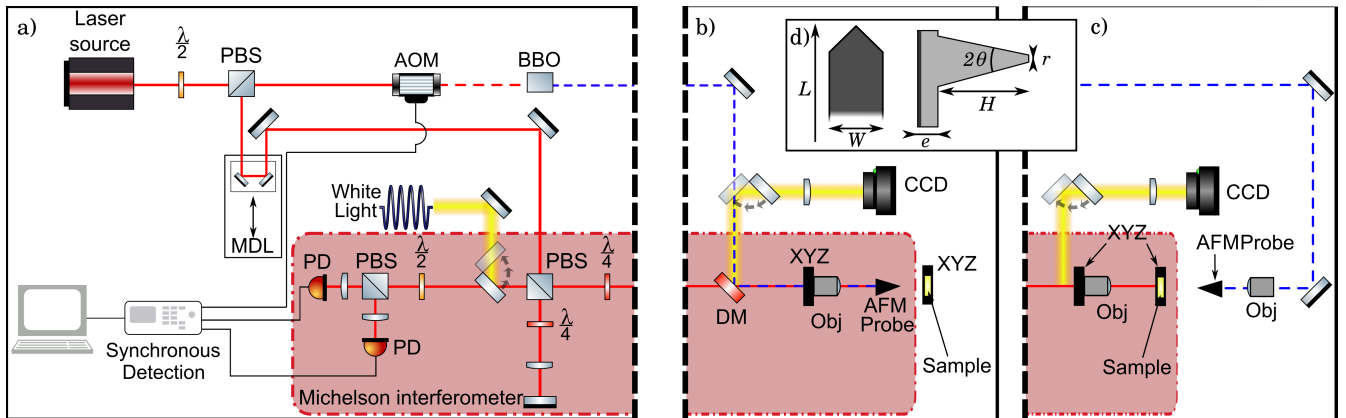 a)
Laser
source
λ
2
PBS
AOM
BBO
MDL
White
Light
PD
PBS
λ
2
PBS
λ
4
λ
4
PD
Synchronous
Detection
Michelson interferometer
b)
CCD
XYZ
DM
Obj
AFM
Probe
XYZ
Sample
d)
L
W
e
2θ
H
r
c)
CCD
XYZ
AFMProbe
Obj
Obj
Sample